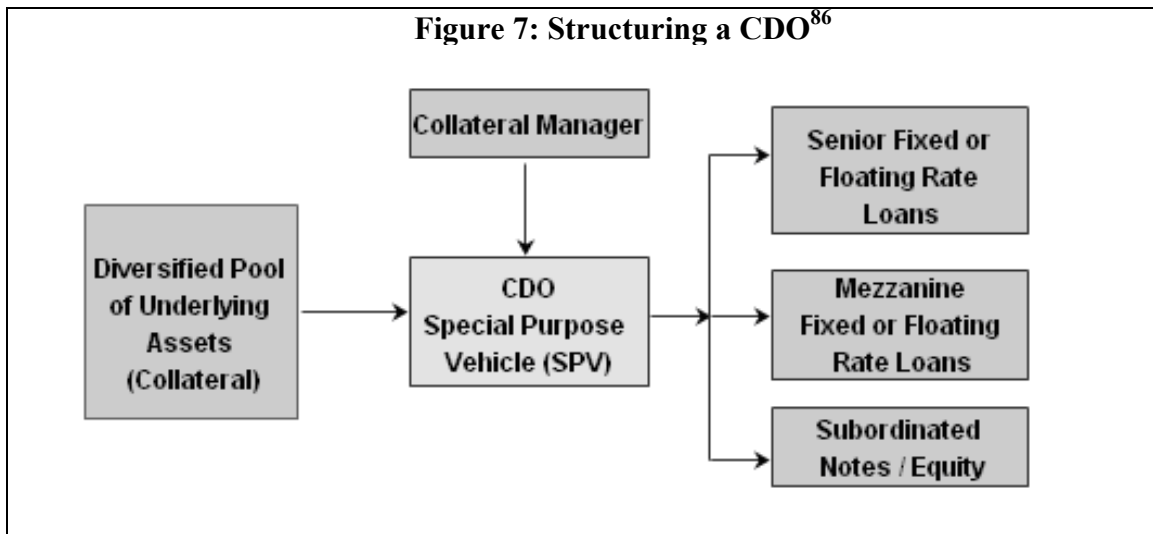 Figure 7: Structuring a CDO86
Collateral Manager
Diversified Pool
of Underlying
Assets
(Collateral)
CDO
Special Purpose
Vehicle (SPV)
Senior Fixed or
Floating Rate
Loans
Mezzanine
Fixed or Floating
Rate Loans
Subordinated
Notes / Equity